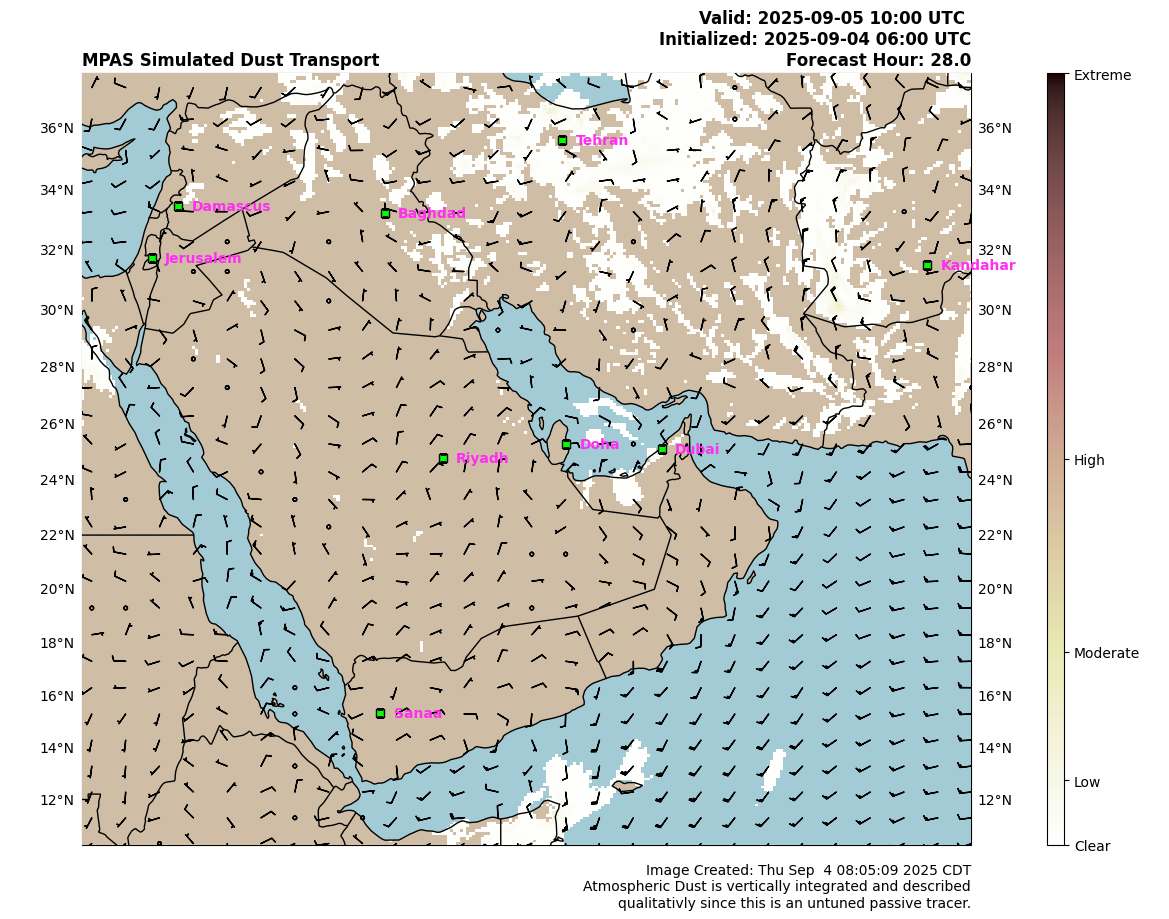 Valid: 2025-09-05 10:00 UTC
Initialized: 2025-09-04 06:00 UTC
MPAS Simulated Dust Transport Forecast Hour: 28.0
Extreme
36°N Tehran 36°N
34°N 34°N
Damascus Baghdad
32°N 32°N
Jerusalem Kandahar
30°N 30°N
28°N 28°N
26°N 26°N
Doha Dubai
Riyadh High
24°N 24°N
22°N 22°N
20°N 20°N
18°N 18°N
Moderate
16°N 16°N
Sanaa
14°N 14°N
Low
12°N 12°N
Clear
Image Created: Thu Sep  4 08:05:09 2025 CDT
Atmospheric Dust is vertically integrated and described
qualitativly since this is an untuned passive tracer.